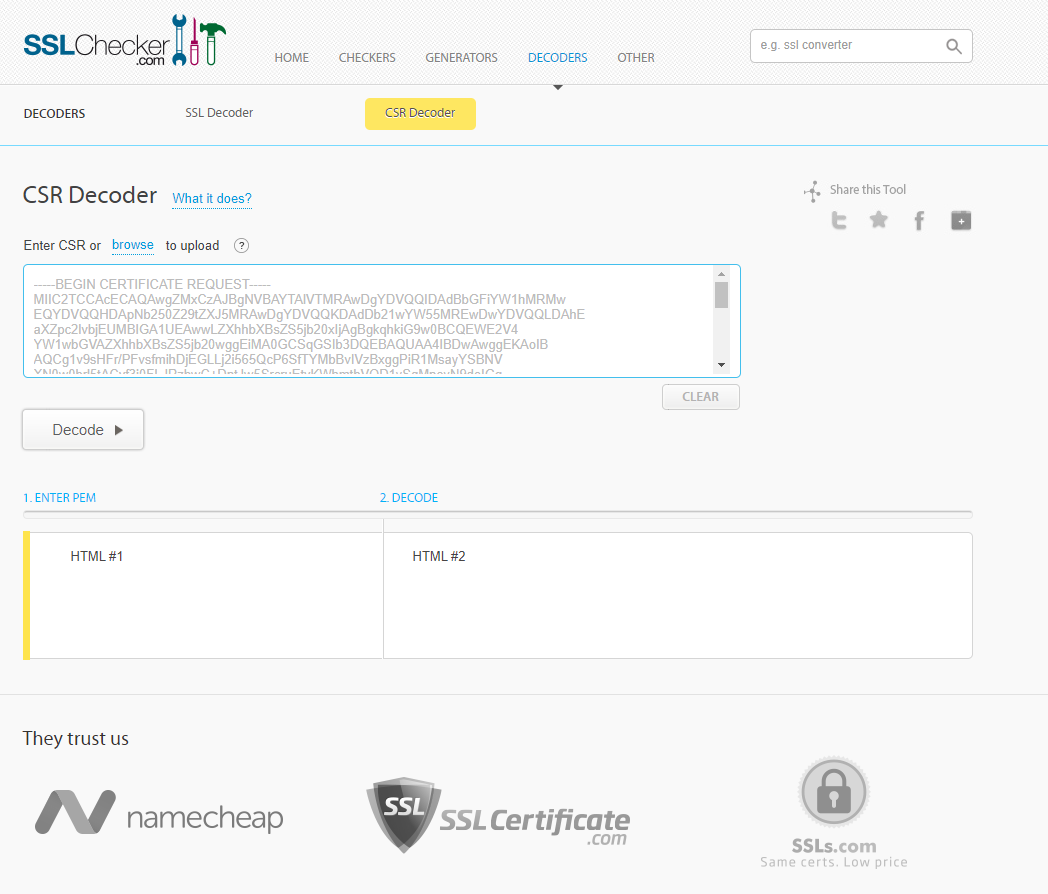 SSLChecker
.com
HOME
CHECKERS
GENERATORS
DECODERS
OTHER
e.g. ssl converter
DECODERS
SSL Decoder
CSR Decoder
CSR Decoder
What it does?
Share this Tool
Enter CSR or browse to upload ?
-----BEGIN CERTIFICATE REQUEST-----
MIIC2TCCAcECAQAwgZMxCzAJBgNVBAYTAlVTMRAwDgYDVQQIDAdBbGFiYW1hMRMw
EQYDVQQHDApNb250Z29tZXJ5MRAwDgYDVQQKDAdDb21wYW55MREwDwYDVQQLDAhE
aXZpc2lvbjEUMBIGA1UEAwwLZXhhbXBsZS5jb20xIjAgBgkqhkiG9w0BCQEWE2V4
YW1wbGVAZXhhbXBsZS5jb20wggEiMA0GCSqGSIb3DQEBAQUAA4IBDwAwggEKAoIB
AQCg1v9sHFr/PFvsfmihDjEGLLj2i565QcP6SfTYMbBvIVzBxggPiR1MsaySBNV
CLEAR
Decode
1. ENTER PEM
2. DECODE
HTML #1
HTML #2
They trust us
namecheap
SSL
SSLCertificate
.com
SSLs.com
Same certs. Low price